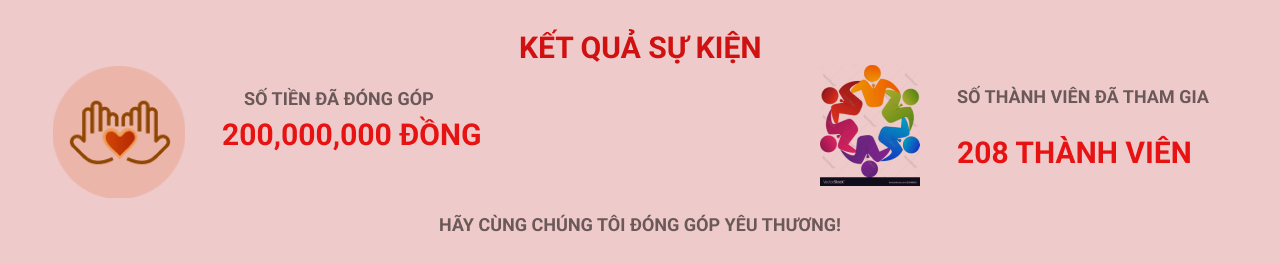 KẾT QUẢ SỰ KIỆN
SỐ TIỀN ĐÃ ĐÓNG GÓP
200,000,000 ĐỒNG
SỐ THÀNH VIÊN ĐÃ THAM GIA
208 THÀNH VIÊN
HÃY CÙNG CHÚNG TÔI ĐÓNG GÓP YÊU THƯƠNG!